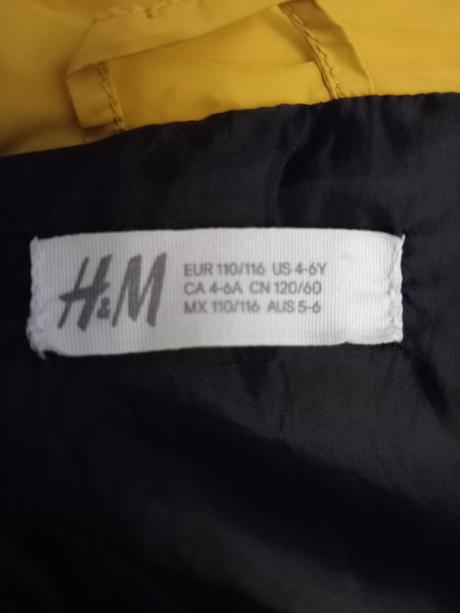 H&M
EUR 110/116 US 4-6Y
CA 4-6A CN 120/60
MX 110/116 AUS 5-6